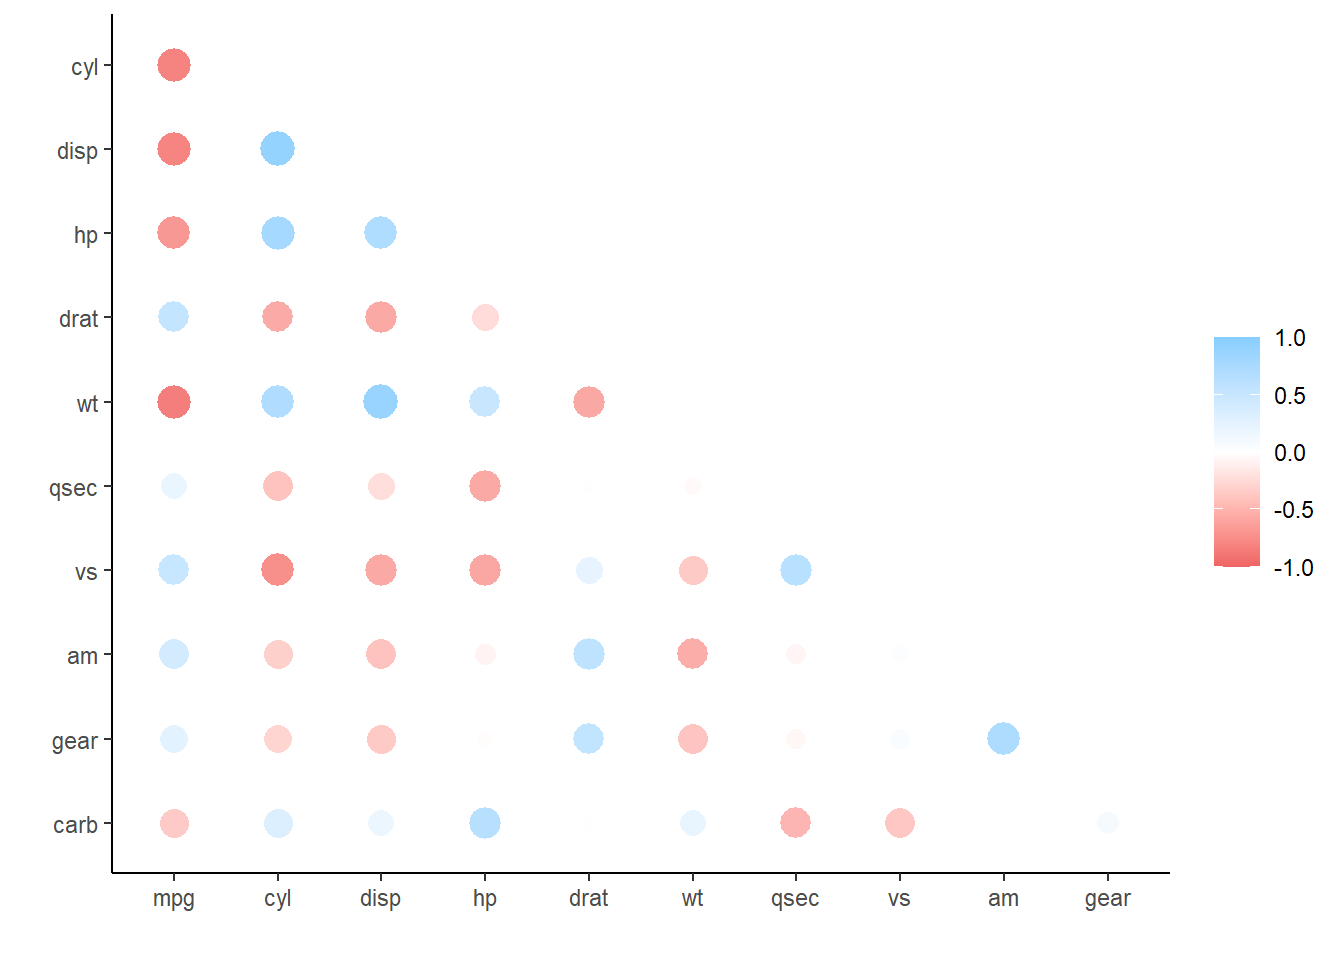 cyl
disp
hp
drat
wt
qsec
vs
am
gear
carb
mpg cyl disp hp drat wt qsec vs am gear
1.0
0.5
0.0
-0.5
-1.0